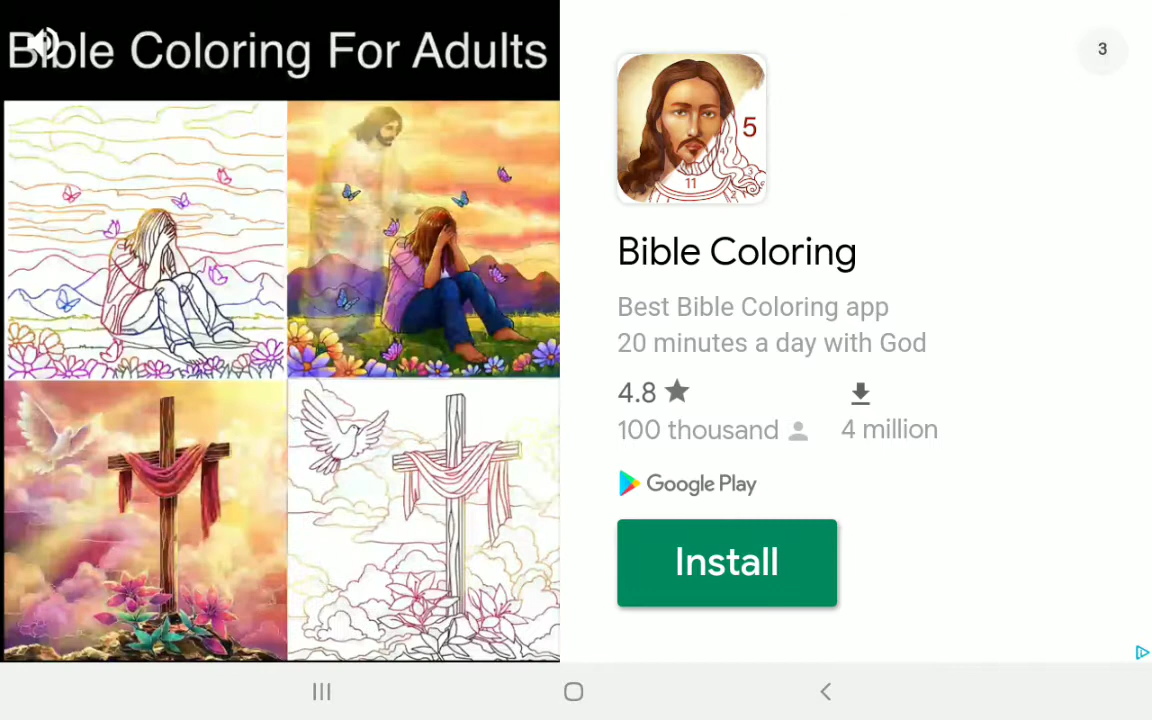 Bible Coloring For Adults
3
5
11
Bible Coloring
Best Bible Coloring app
20 minutes a day with God
4.8
100 thousand
4 million
Google Play
Install